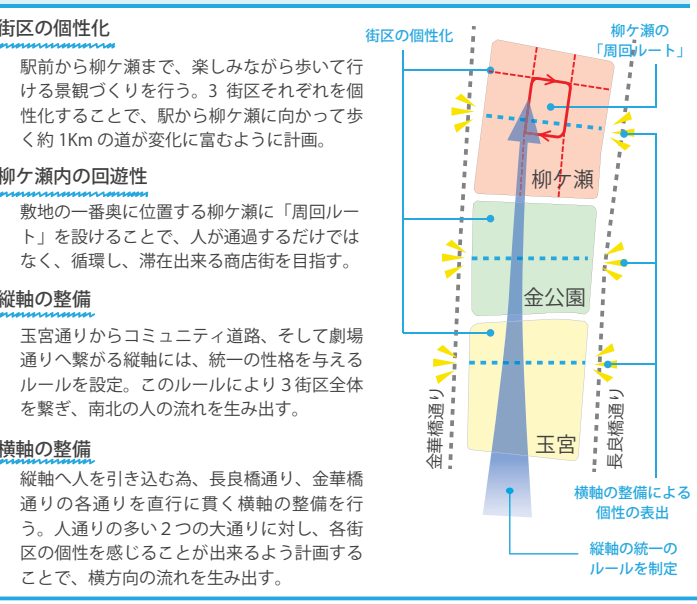 街区の個性化
駅前から柳ケ瀬まで、楽しみながら歩いて行
ける景観づくりを行う。3 街区それぞれを個
性化することで、駅から柳ケ瀬に向かって歩
く約 1Km の道が変化に富むように計画。
柳ケ瀬内の回遊性
敷地の一番奥に位置する柳ケ瀬に「周回ルー
ト」を設けることで、人が通過するだけでは
なく、循環し、滞在出来る商店街を目指す。
縦軸の整備
玉宮通りからコミュニティ道路、そして劇場
通りへ繋がる縦軸には、統一の性格を与える
ルールを設定。このルールにより３街区全体
を繋ぎ、南北の人の流れを生み出す。
横軸の整備
縦軸へ人を引き込む為、長良橋通り、金華橋
通りの各通りを直行に貫く横軸の整備を行
う。人通りの多い２つの大通りに対し、各街
区の個性を感じることが出来るよう計画する
ことで、横方向の流れを生み出す。
街区の個性化
柳ケ瀬の
「周回ルート」
柳ケ瀬
金公園
玉宮
金華橋通り
長良橋通り
横軸の整備による
個性の表出
縦軸の統一の
ルールを制定